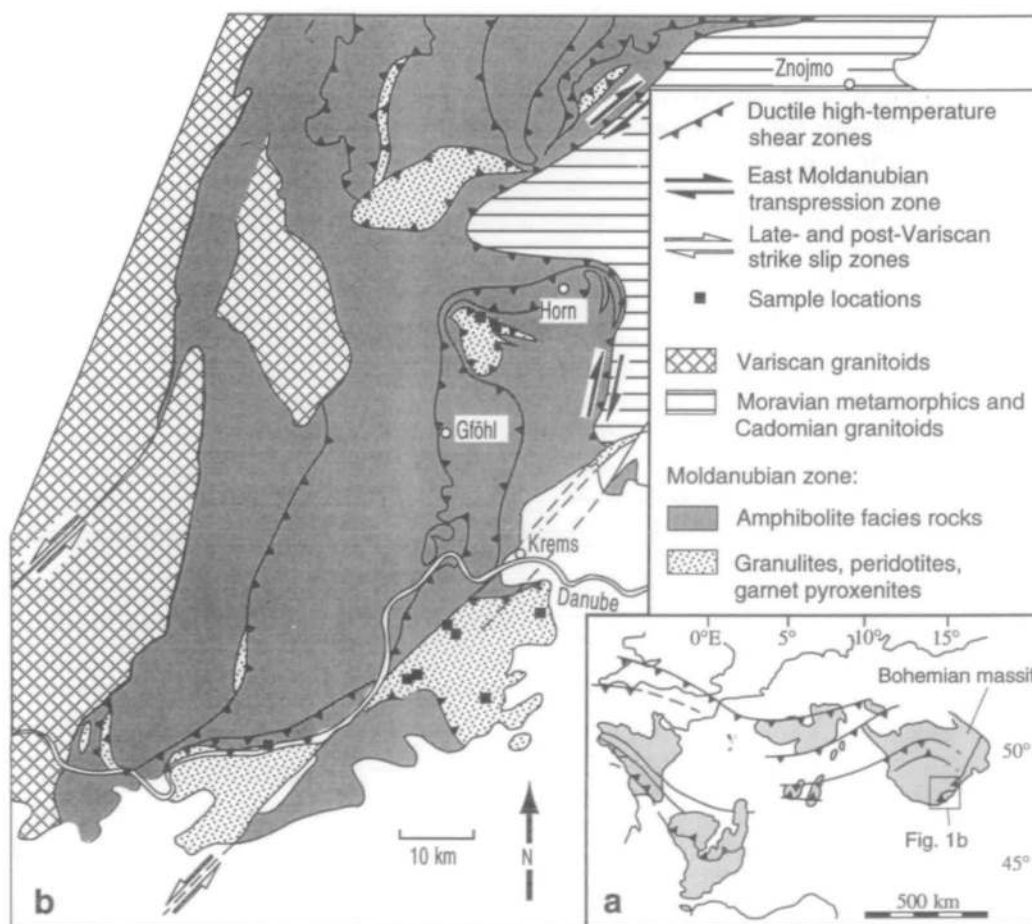 Znojmo
Horn
Gföhl
Krems
Danube
10 km
N
b
Ductile high-temperature
shear zones
East Moldanubian
transpression zone
Late- and post-Variscan
strike slip zones
Sample locations
Variscan granitoids
Moravian metamorphics and
Cadomian granitoids
Moldanubian zone:
Amphibolite facies rocks
Granulites, peridotites,
garnet pyroxenites
0°E 5° 10° 15°
Bohemian massif
50°
Fig. 1b
45°
a
500 km